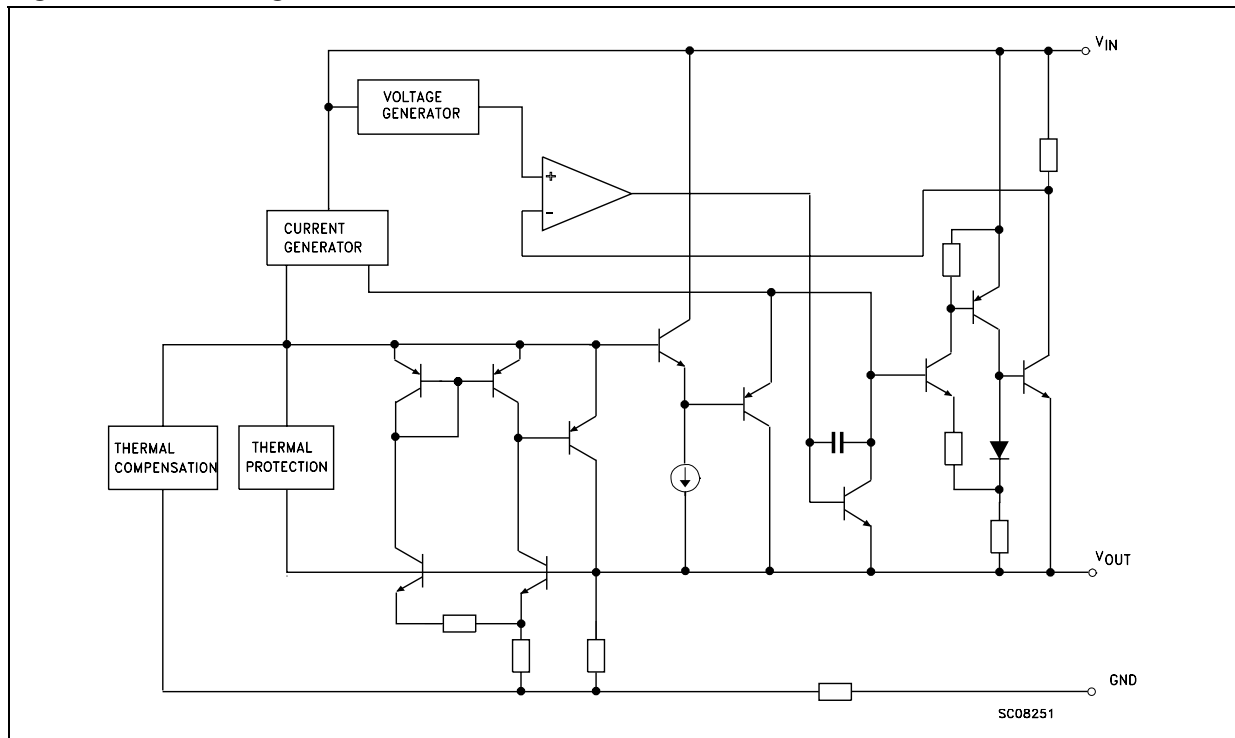 VIN
VOLTAGE
GENERATOR
+
-
CURRENT
GENERATOR
THERMAL
COMPENSATION
THERMAL
PROTECTION
VOUT
GND
SC08251